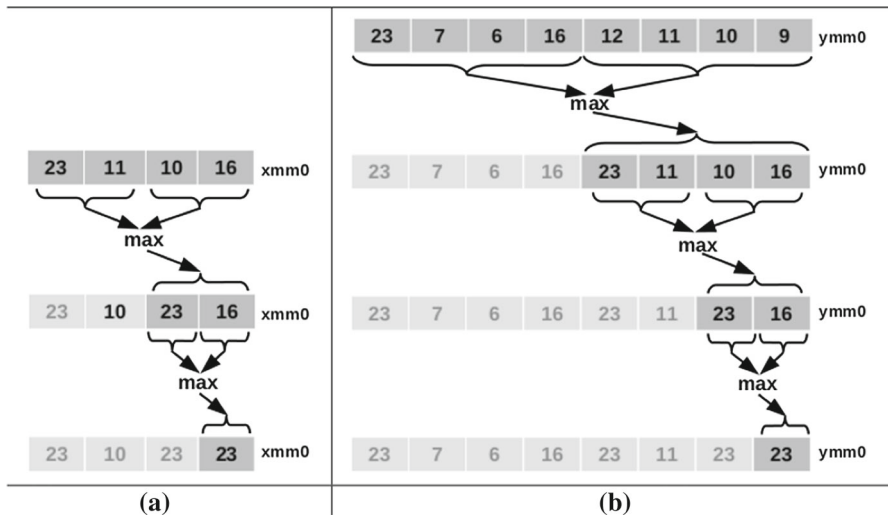 23 11 10 16 xmm0
max
23 10 23 16 xmm0
max
23 10 23 23 xmm0
(a)
23 7 6 16 12 11 10 9 ymm0
max
23 7 6 16 23 11 10 16 ymm0
max
23 7 6 16 23 11 23 16 ymm0
max
23 7 6 16 23 11 23 23 ymm0
(b)